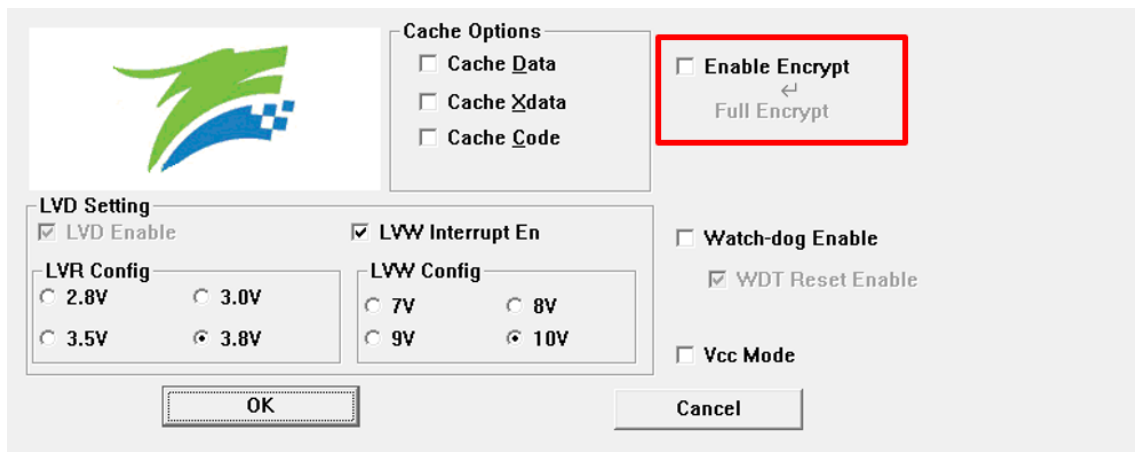 Cache Options
Cache Data
Cache Xdata
Cache Code
Enable Encrypt
↵
Full Encrypt
LVD Setting
LVD Enable
LVW Interrupt En
LVR Config
2.8V 3.0V
3.5V 3.8V
LVW Config
7V 8V
9V 10V
Watch-dog Enable
WDT Reset Enable
Vcc Mode
OK
Cancel